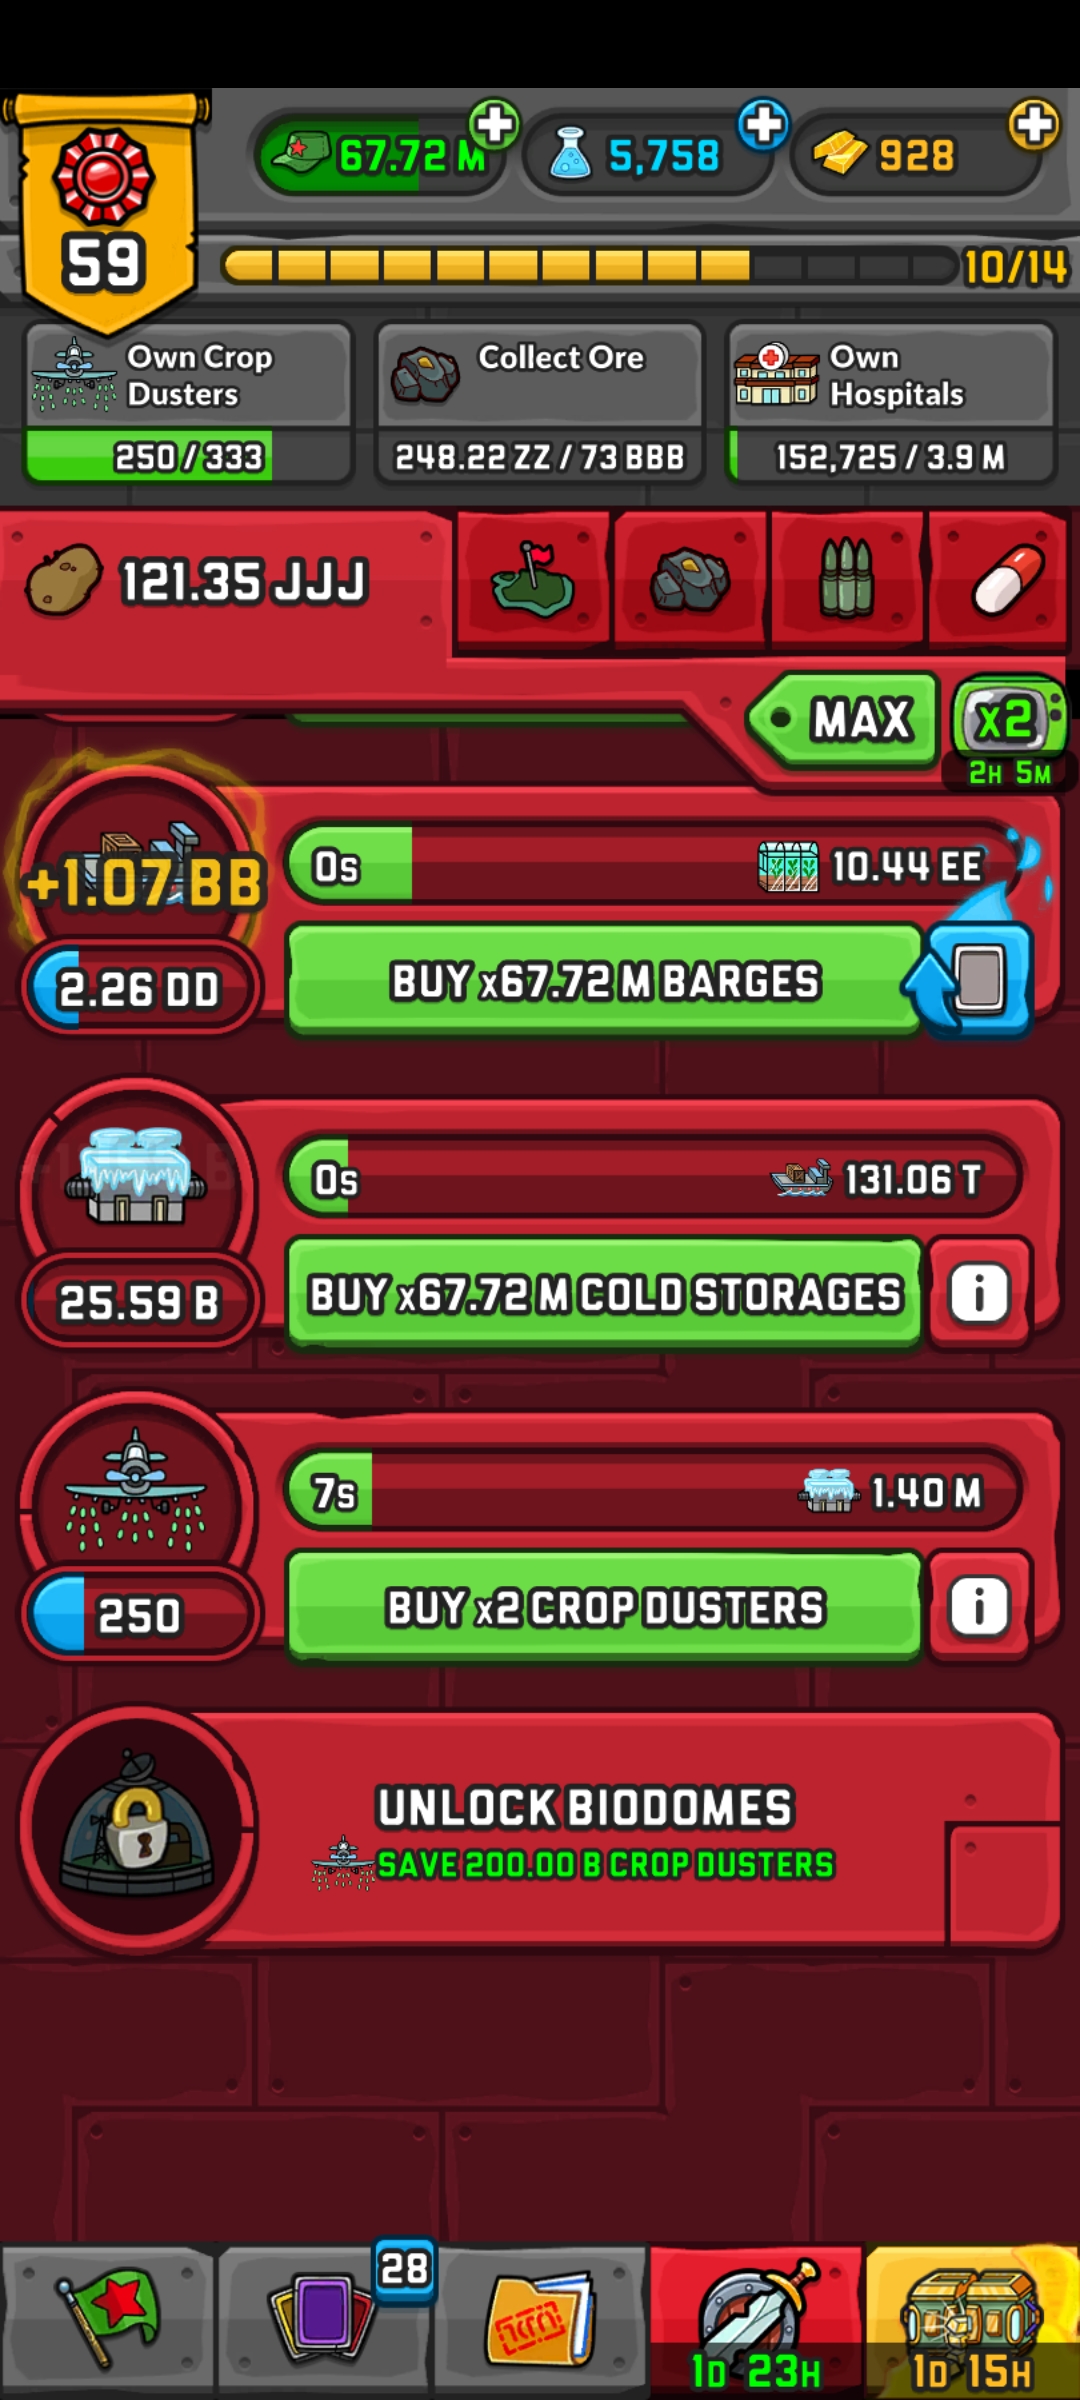 67.72 M
5,758
928
59
10/14
Own Crop
Dusters
250/333
Collect Ore
248.22 ZZ / 73 BBB
Own
Hospitals
152,725 / 3.9 M
121.35 JJJ
MAX
x2
2H 5M
+1.07 BB
0s
10.44 EE
2.26 DD
BUY x67.72 M BARGES
0s
131.06 T
25.59 B
BUY x67.72 M COLD STORAGES
i
7s
1.40 M
250
BUY x2 CROP DUSTERS
i
UNLOCK BIODOMES
SAVE 200.00 B CROP DUSTERS
28
1D 23H
1D 15H